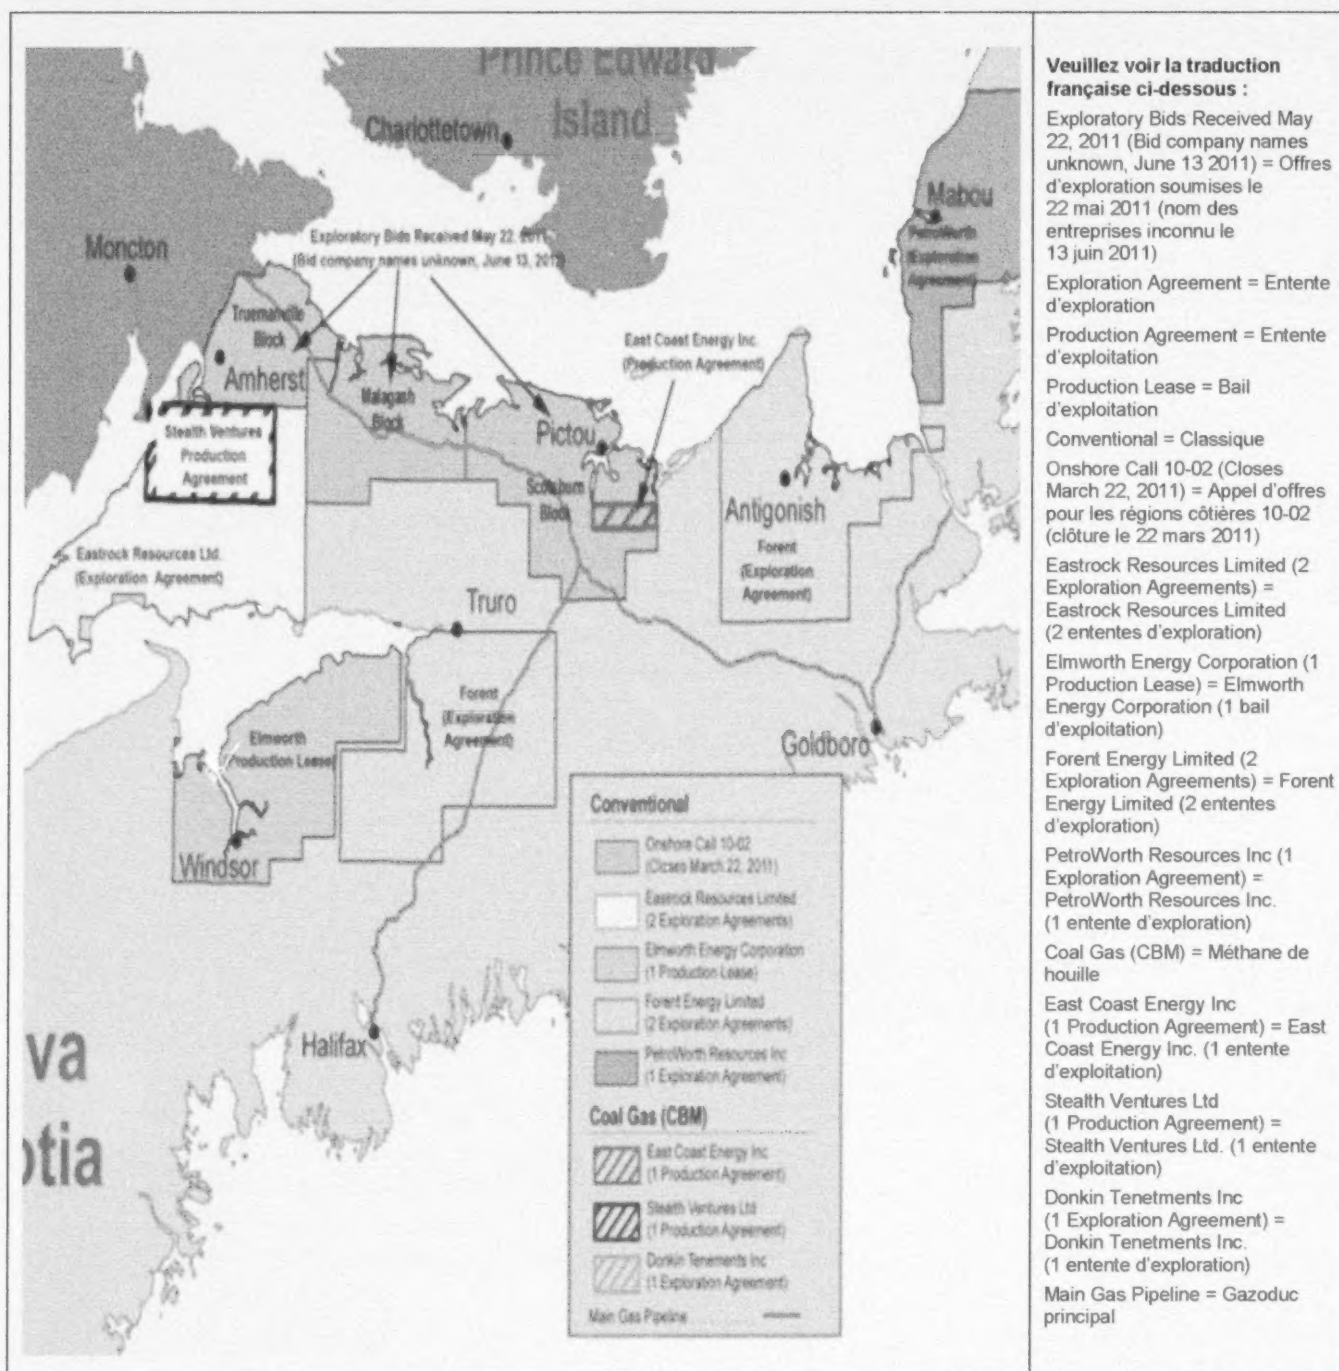 Prince Edward
Island
Charlottetown
Mabou
PetroWorth
(Exploration
Agreement)
Moncton
Exploratory Bids Received May 22, 2011
(Bid company names unknown, June 13, 2011)
Truemanville
Block
Amherst
Malagash
Block
East Coast Energy Inc.
(Production Agreement)
Stealth Ventures
Production
Agreement
Pictou
Scotsburn
Block
Antigonish
Forent
(Exploration
Agreement)
Eastrock Resources Ltd.
(Exploration Agreement)
Truro
Forent
(Exploration
Agreement)
Elmworth
Production Lease)
Goldboro
Windsor
Halifax
va
otia
Conventional
Onshore Call 10-02
(Closes March 22, 2011)
Eastrock Resources Limited
(2 Exploration Agreements)
Elmworth Energy Corporation
(1 Production Lease)
Forent Energy Limited
(2 Exploration Agreements)
PetroWorth Resources Inc
(1 Exploration Agreement)
Coal Gas (CBM)
East Coast Energy Inc
(1 Production Agreement)
Stealth Ventures Ltd
(1 Production Agreement)
Donkin Tenements Inc
(1 Exploration Agreement)
Main Gas Pipeline
Veuillez voir la traduction
française ci-dessous :
Exploratory Bids Received May
22, 2011 (Bid company names
unknown, June 13 2011) = Offres
d'exploration soumises le
22 mai 2011 (nom des
entreprises inconnu le
13 juin 2011)
Exploration Agreement = Entente
d'exploration
Production Agreement = Entente
d'exploitation
Production Lease = Bail
d'exploitation
Conventional = Classique
Onshore Call 10-02 (Closes
March 22, 2011) = Appel d'offres
pour les régions côtières 10-02
(clôture le 22 mars 2011)
Eastrock Resources Limited (2
Exploration Agreements) =
Eastrock Resources Limited
(2 ententes d'exploration)
Elmworth Energy Corporation (1
Production Lease) = Elmworth
Energy Corporation (1 bail
d'exploitation)
Forent Energy Limited (2
Exploration Agreements) = Forent
Energy Limited (2 ententes
d'exploration)
PetroWorth Resources Inc (1
Exploration Agreement) =
PetroWorth Resources Inc.
(1 entente d'exploration)
Coal Gas (CBM) = Méthane de
houille
East Coast Energy Inc
(1 Production Agreement) = East
Coast Energy Inc. (1 entente
d'exploitation)
Stealth Ventures Ltd
(1 Production Agreement) =
Stealth Ventures Ltd. (1 entente
d'exploitation)
Donkin Tenetments Inc
(1 Exploration Agreement) =
Donkin Tenetments Inc.
(1 entente d'exploration)
Main Gas Pipeline = Gazoduc
principal